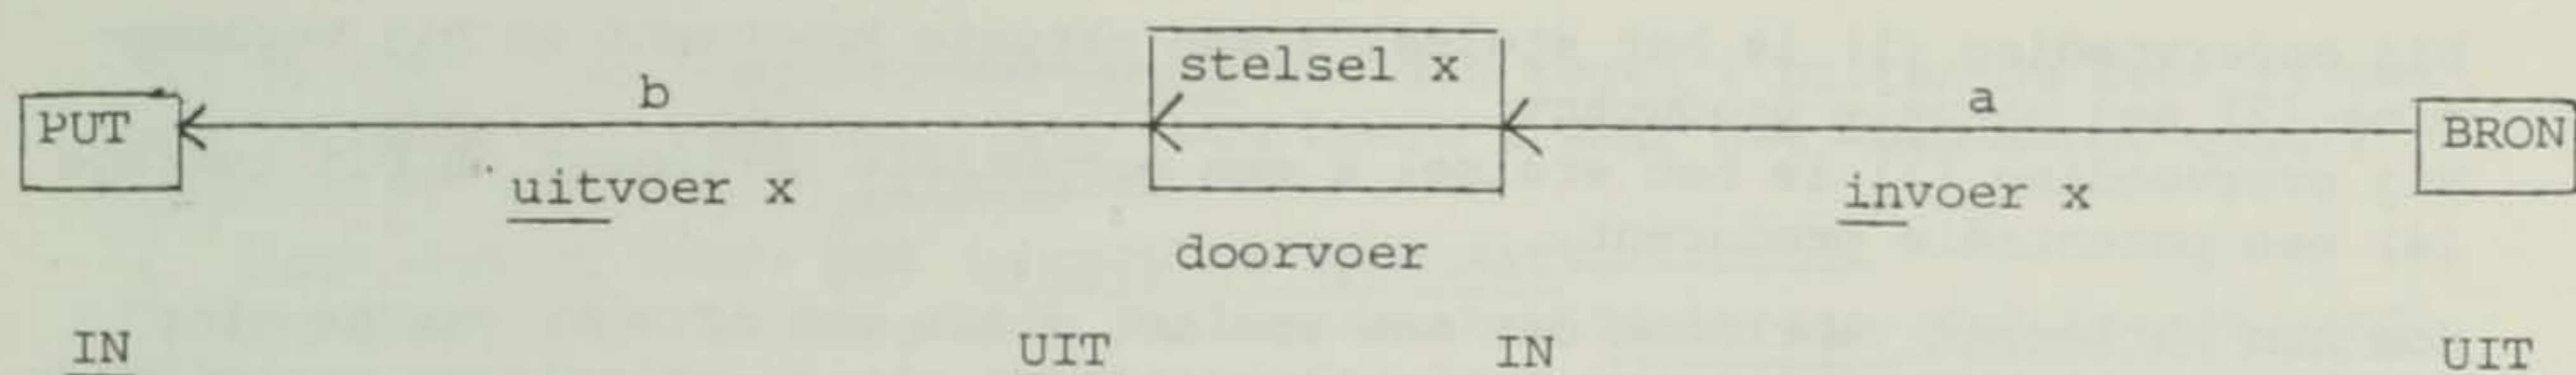 stelsel x
b
a
PUT
BRON
uitvoer x
invoer x
doorvoer
IN UIT IN UIT